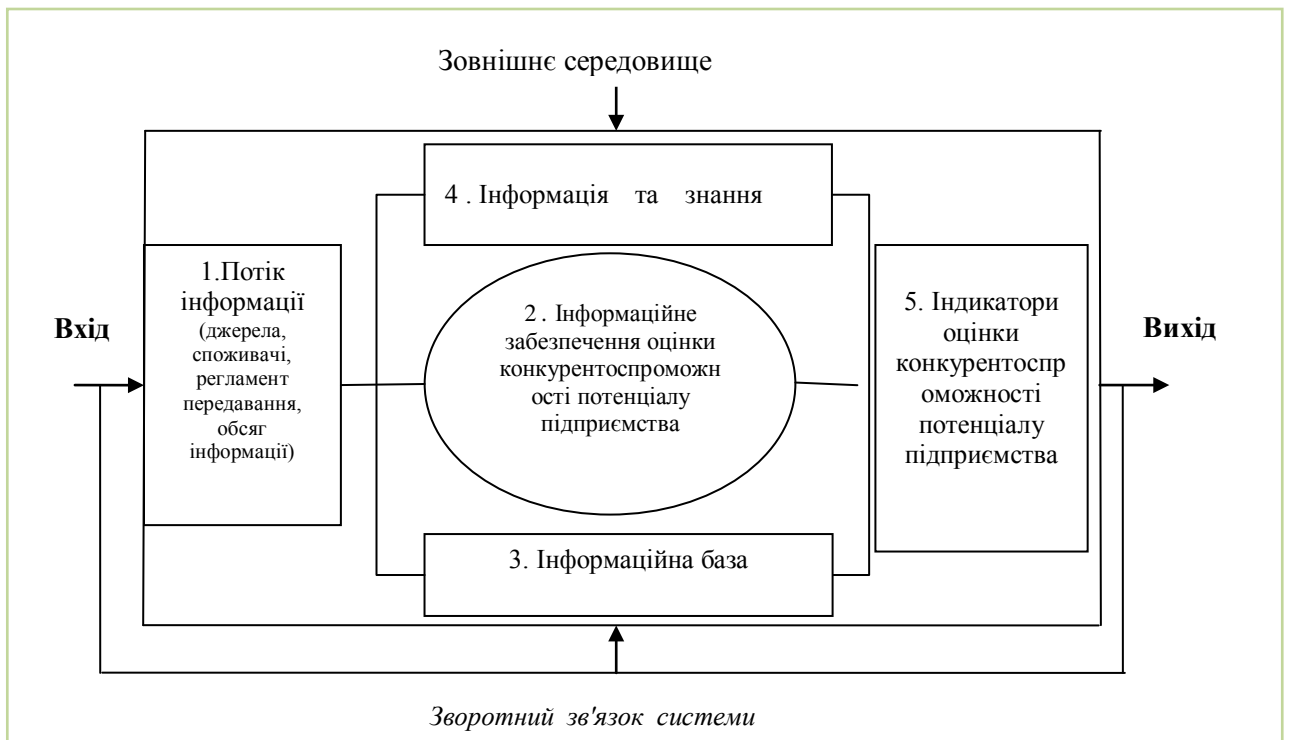 Зовнішнє середовище
4 . Інформація та знання
1.Потік
інформації
(джерела,
споживачі,
регламент
передавання,
обсяг
інформації)
Вхід
2 . Інформаційне
забезпечення оцінки
конкурентоспроможн
ості потенціалу
підприємства
5. Індикатори
оцінки
конкурентоспр
оможності
потенціалу
підприємства
Вихід
3. Інформаційна база
Зворотний зв'язок системи